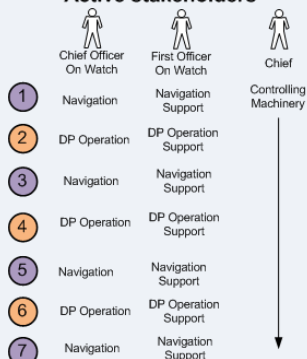 Active stakeholders
Chief Officer
On Watch
First Officer
On Watch
Chief
1
Navigation
Navigation
Support
Controlling
Machinery
2
DP Operation
DP Operation
Support
3
Navigation
Navigation
Support
4
DP Operation
DP Operation
Support
5
Navigation
Navigation
Support
6
DP Operation
DP Operation
Support
7
Navigation
Navigation
Support